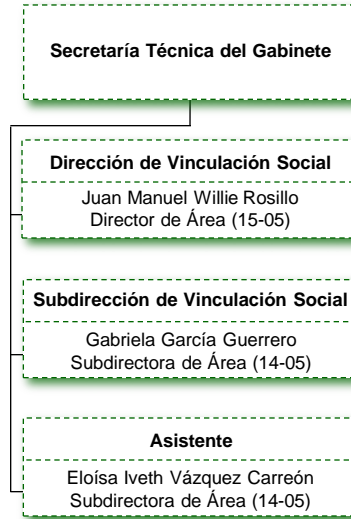 Secretaría Técnica del Gabinete
Dirección de Vinculación Social
Juan Manuel Willie Rosillo
Director de Área (15-05)
Subdirección de Vinculación Social
Gabriela García Guerrero
Subdirectora de Área (14-05)
Asistente
Eloísa Iveth Vázquez Carreón
Subdirectora de Área (14-05)